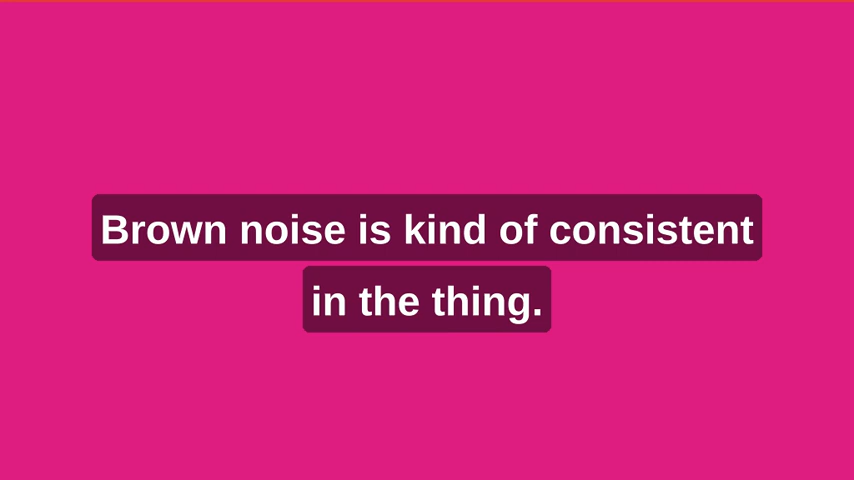 Brown noise is kind of consistent
in the thing.